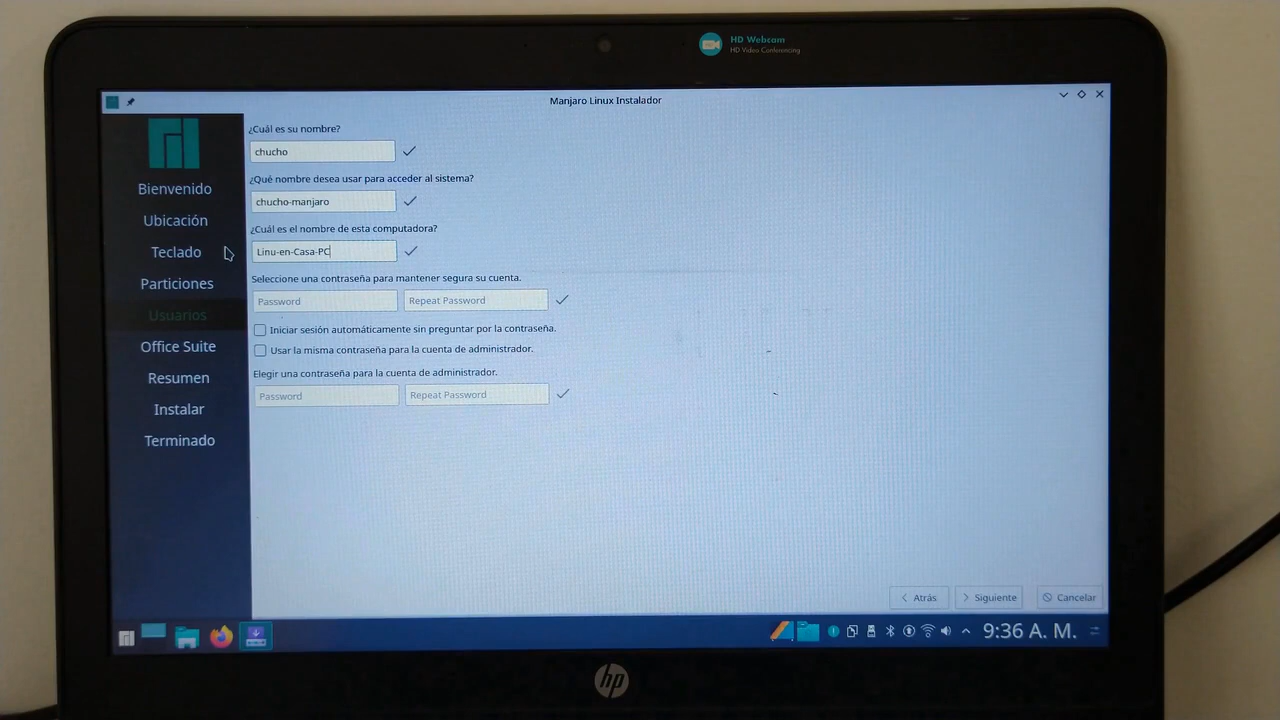 HD Webcam
HD Video Conferencing
Manjaro Linux Instalador
Bienvenido
Ubicación
Teclado
Particiones
Usuarios
Office Suite
Resumen
Instalar
Terminado
¿Cuál es su nombre?
chucho
¿Qué nombre desea usar para acceder al sistema?
chucho-manjaro
¿Cuál es el nombre de esta computadora?
Linu-en-Casa-PC
Seleccione una contraseña para mantener segura su cuenta.
Password Repeat Password
Iniciar sesión automáticamente sin preguntar por la contraseña.
Usar la misma contraseña para la cuenta de administrador.
Elegir una contraseña para la cuenta de administrador.
Password Repeat Password
Atrás Siguiente Cancelar
9:36 A. M.
hp